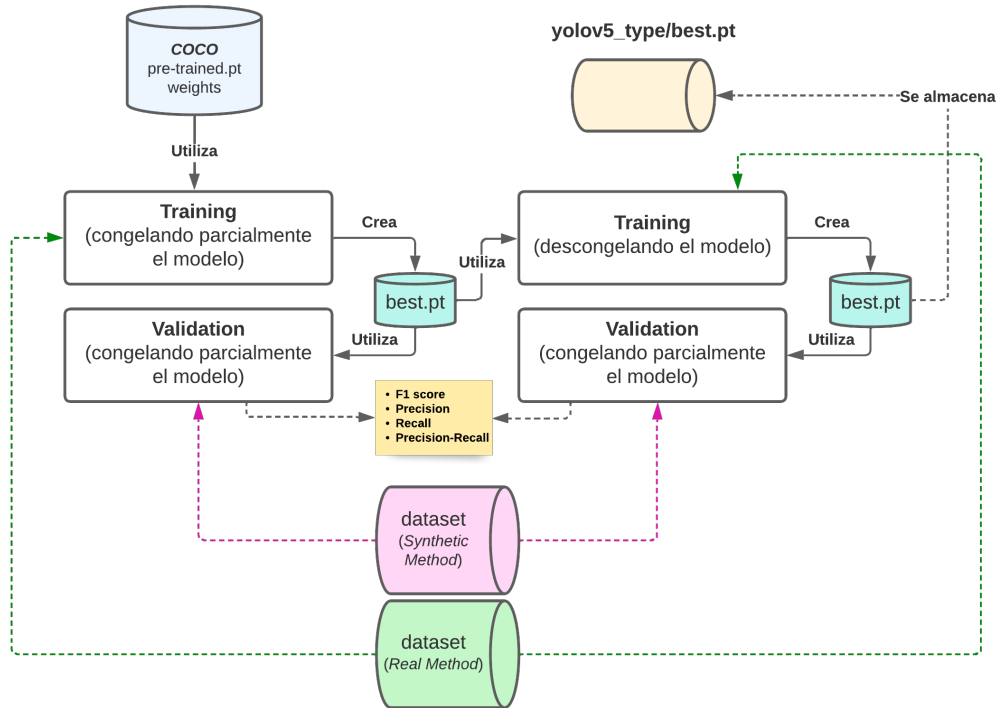 COCO
pre-trained.pt
weights
yolov5_type/best.pt
Se almacena
Utiliza
Training
(congelando parcialmente
el modelo)
Crea
best.pt
Utiliza
Training
(descongelando el modelo)
Crea
best.pt
Validation
(congelando parcialmente
el modelo)
Utiliza
Validation
(congelando parcialmente
el modelo)
Utiliza
• F1 score
• Precision
• Recall
• Precision-Recall
dataset
(Synthetic
Method)
dataset
(Real Method)